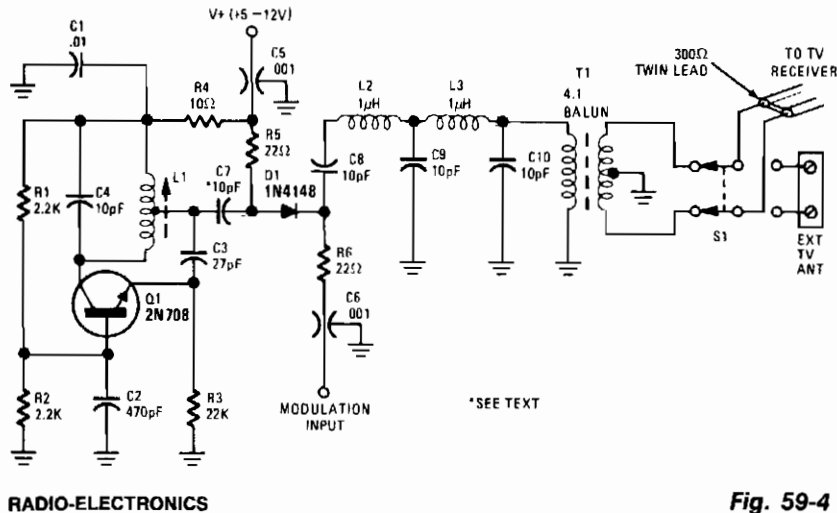 V+ (+5 –12V)
C1
.01
C5
001
R4
10Ω
R5
22Ω
L2
1µH
L3
1µH
T1
4.1
BALUN
300Ω
TWIN LEAD
TO TV
RECEIVER
R1
2.2K
C4
10pF
L1
C7
*10pF
D1
1N4148
C8
10pF
C9
10pF
C10
10pF
C3
27pF
R6
22Ω
S1
EXT
TV
ANT
Q1
2N708
C6
001
R2
2.2K
C2
470pF
R3
22K
MODULATION
INPUT
*SEE TEXT
RADIO-ELECTRONICS
Fig. 59-4